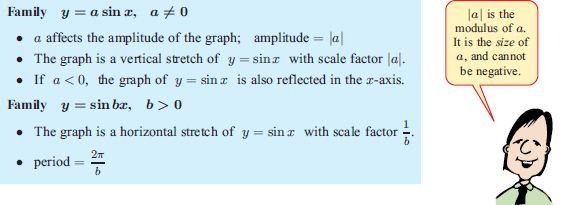 Family y = a sin x, a ≠ 0
• a affects the amplitude of the graph; amplitude = |a|
• The graph is a vertical stretch of y = sin x with scale factor |a|.
• If a < 0, the graph of y = sin x is also reflected in the x-axis.
Family y = sin bx, b > 0
• The graph is a horizontal stretch of y = sin x with scale factor 1/b.
• period = 2π/b
|a| is the
modulus of a.
It is the size of
a, and cannot
be negative.